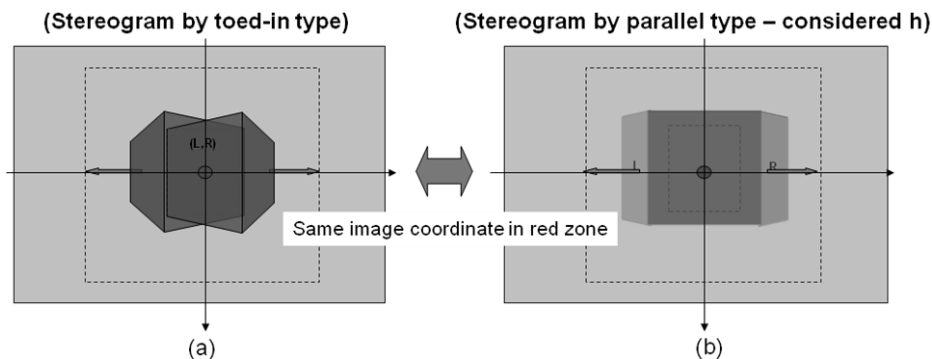 (Stereogram by toed-in type)
(Stereogram by parallel type – considered h)
(L,R)
L
R
Same image coordinate in red zone
(a)
(b)